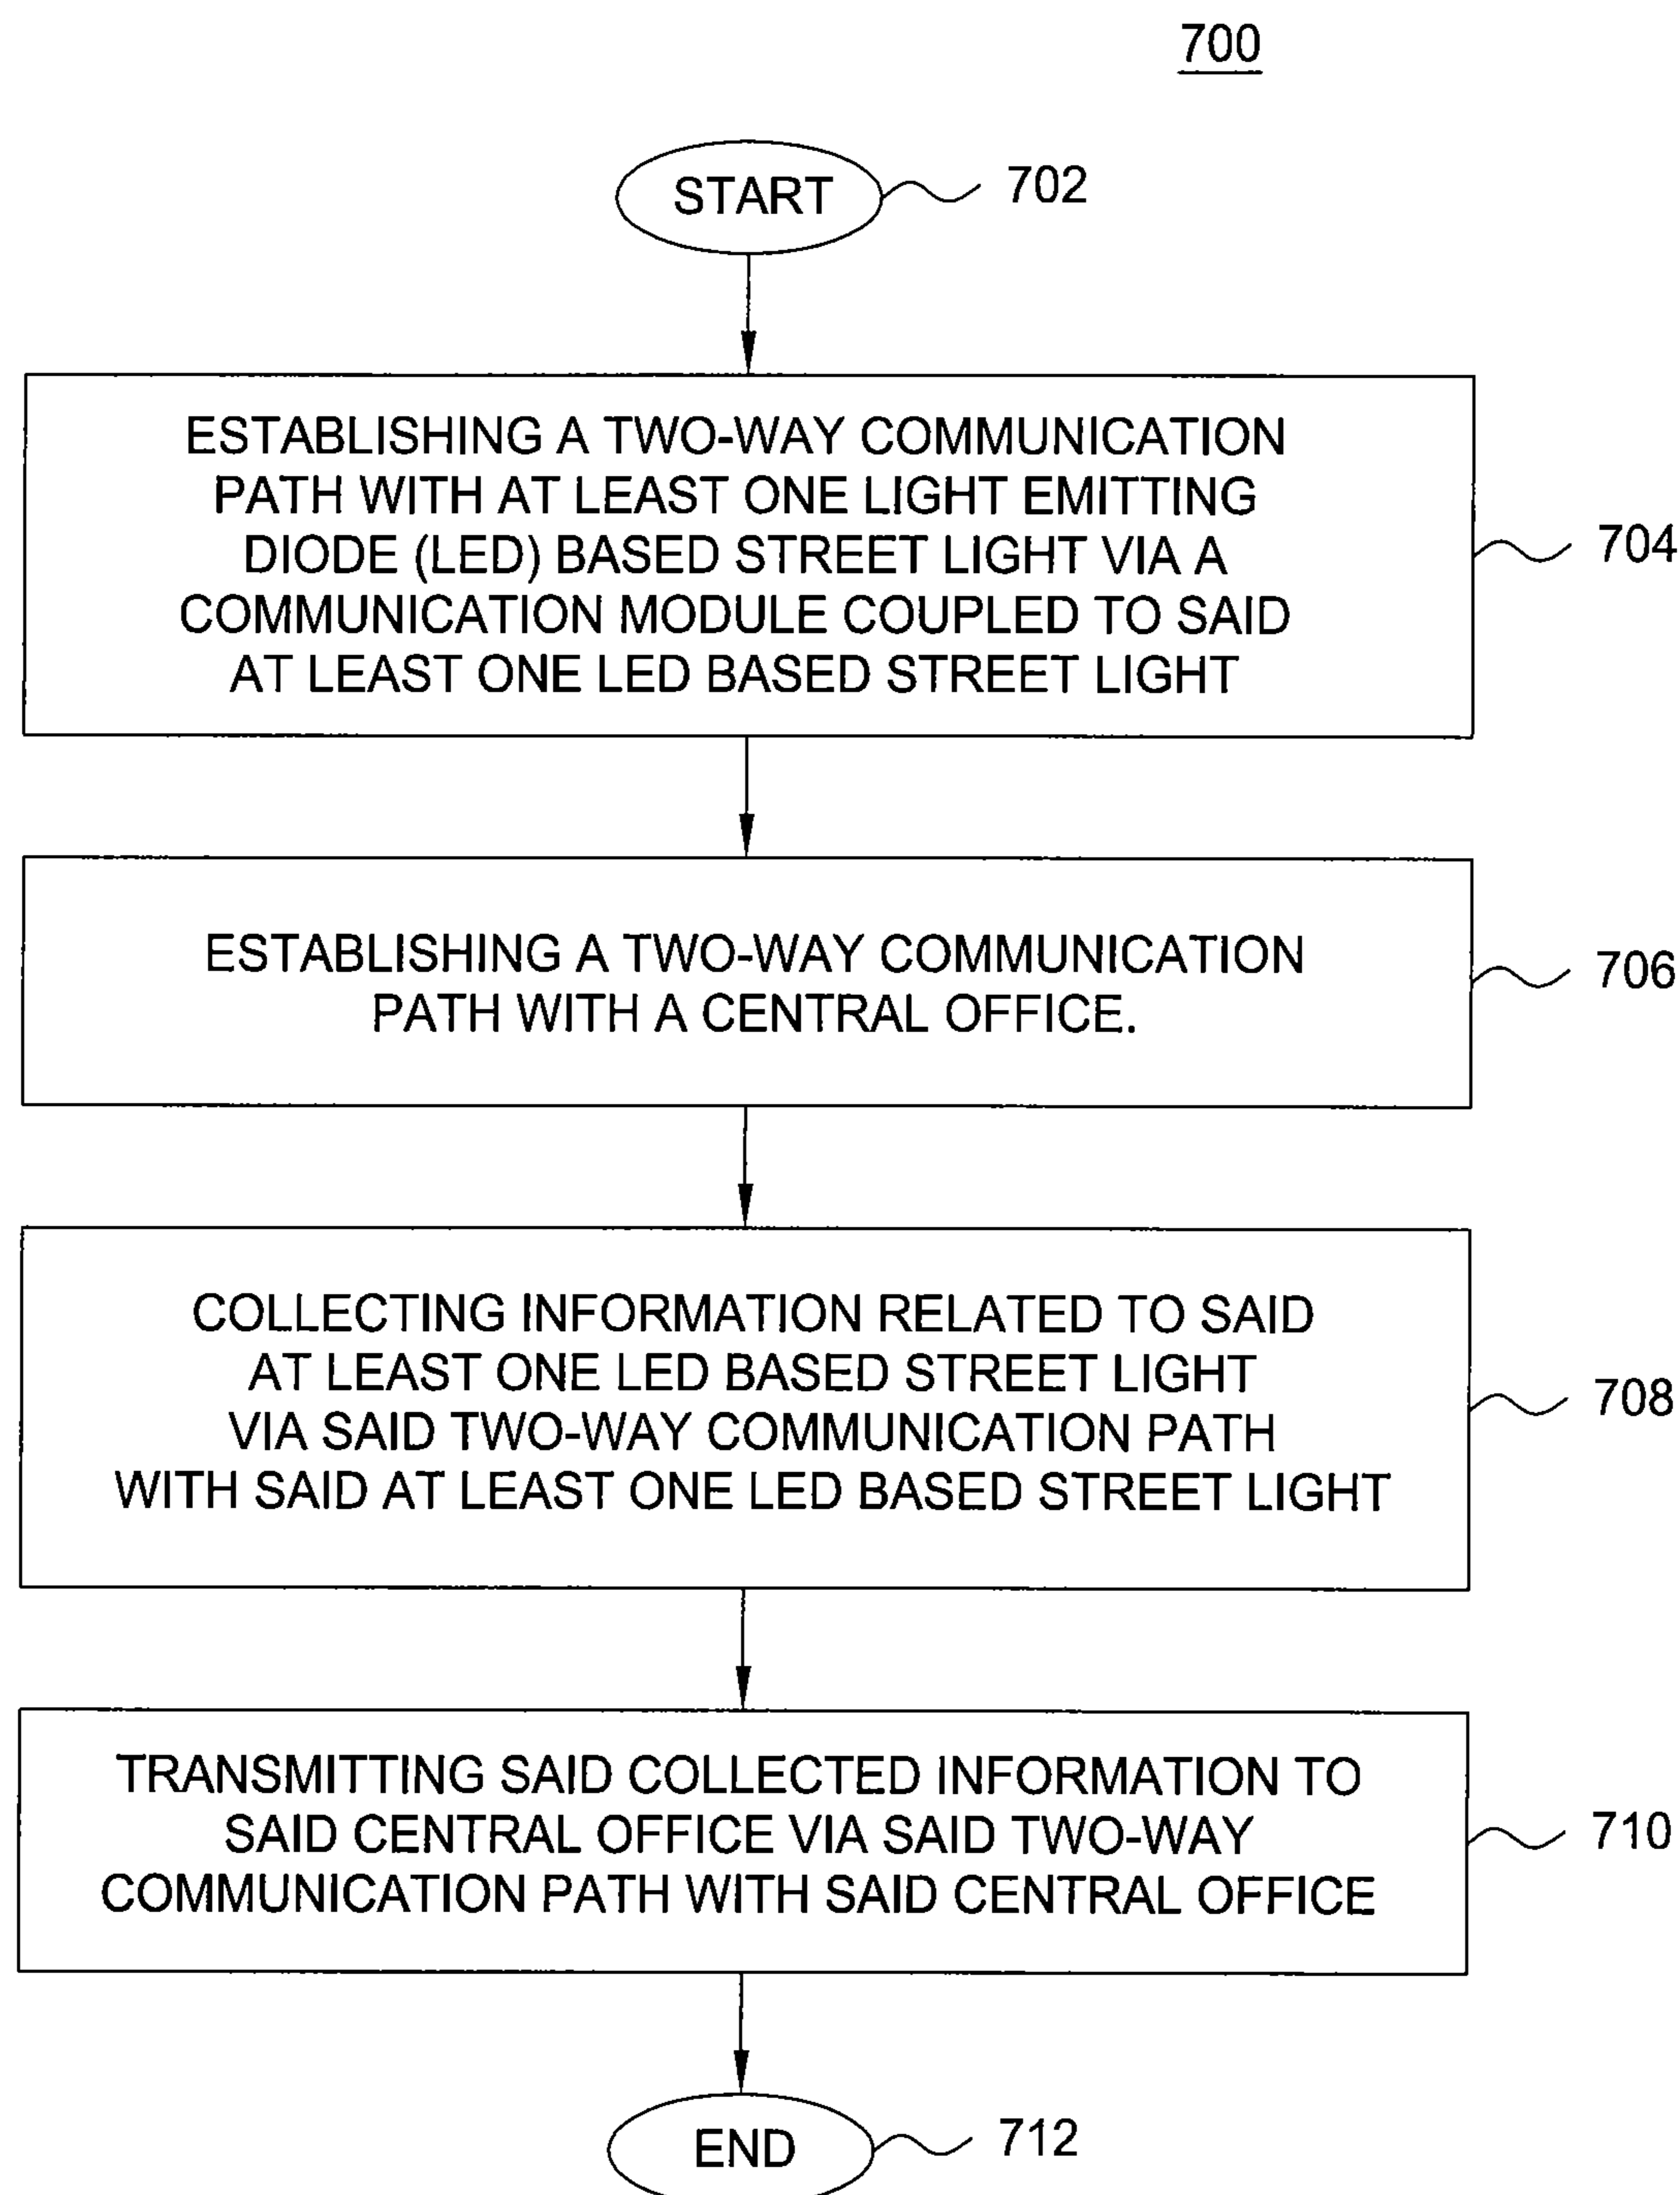 700
START
702
ESTABLISHING A TWO-WAY COMMUNICATION
PATH WITH AT LEAST ONE LIGHT EMITTING
DIODE (LED) BASED STREET LIGHT VIA A
COMMUNICATION MODULE COUPLED TO SAID
AT LEAST ONE LED BASED STREET LIGHT
704
ESTABLISHING A TWO-WAY COMMUNICATION
PATH WITH A CENTRAL OFFICE.
706
COLLECTING INFORMATION RELATED TO SAID
AT LEAST ONE LED BASED STREET LIGHT
VIA SAID TWO-WAY COMMUNICATION PATH
WITH SAID AT LEAST ONE LED BASED STREET LIGHT
708
TRANSMITTING SAID COLLECTED INFORMATION TO
SAID CENTRAL OFFICE VIA SAID TWO-WAY
COMMUNICATION PATH WITH SAID CENTRAL OFFICE
710
END
712